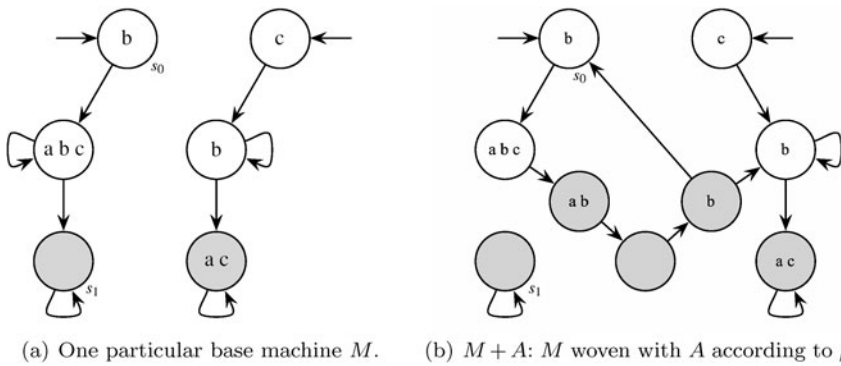 b c b c
s0 s0
a b c b a b c b
a b b
a c a c
s1 s1
(a) One particular base machine M. (b) M + A: M woven with A according to